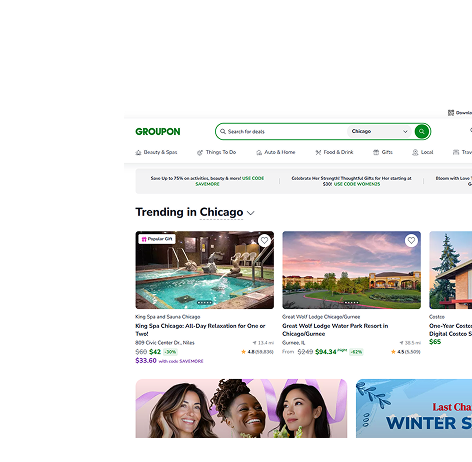 Downloa
GROUPON
Search for deals
Chicago
Beauty & Spas
Things To Do
Auto & Home
Food & Drink
Gifts
Local
Trav
Save Up to 75% on activities, beauty & more! USE CODE
SAVEMORE
Celebrate Her Strength! Thoughtful Gifts for Her starting at
$30! USE CODE WOMEN25
Bloom with Love T
G
Trending in Chicago
Popular Gift
King Spa and Sauna Chicago
King Spa Chicago: All-Day Relaxation for One or
Two!
809 Civic Center Dr., Niles
13.4 mi
$60 $42 -30%
4.8 (58,838)
$33.60 with code SAVEMORE
Great Wolf Lodge Chicago/Gurnee
Great Wolf Lodge Water Park Resort in
Chicago/Gurnee
Gurnee, IL
36.5 mi
From $249 $94.34 /night -62%
4.5 (5,509)
Costco
One-Year Costco
Digital Costco S
$65
Last Cha
WINTER S